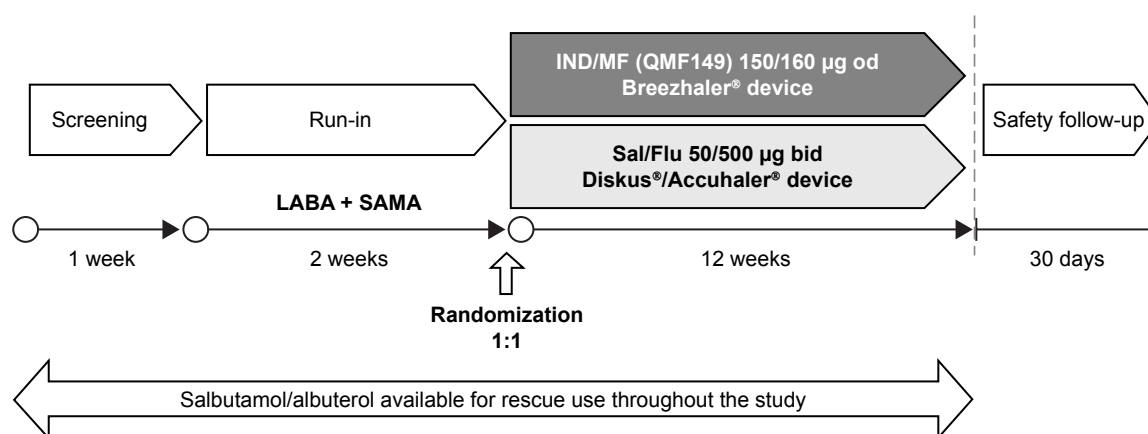 IND/MF (QMF149) 150/160 µg od
Breezhaler® device
Screening
Run-in
Safety follow-up
Sal/Flu 50/500 µg bid
Diskus®/Accuhaler® device
LABA + SAMA
1 week
2 weeks
12 weeks
30 days
Randomization
1:1
Salbutamol/albuterol available for rescue use throughout the study